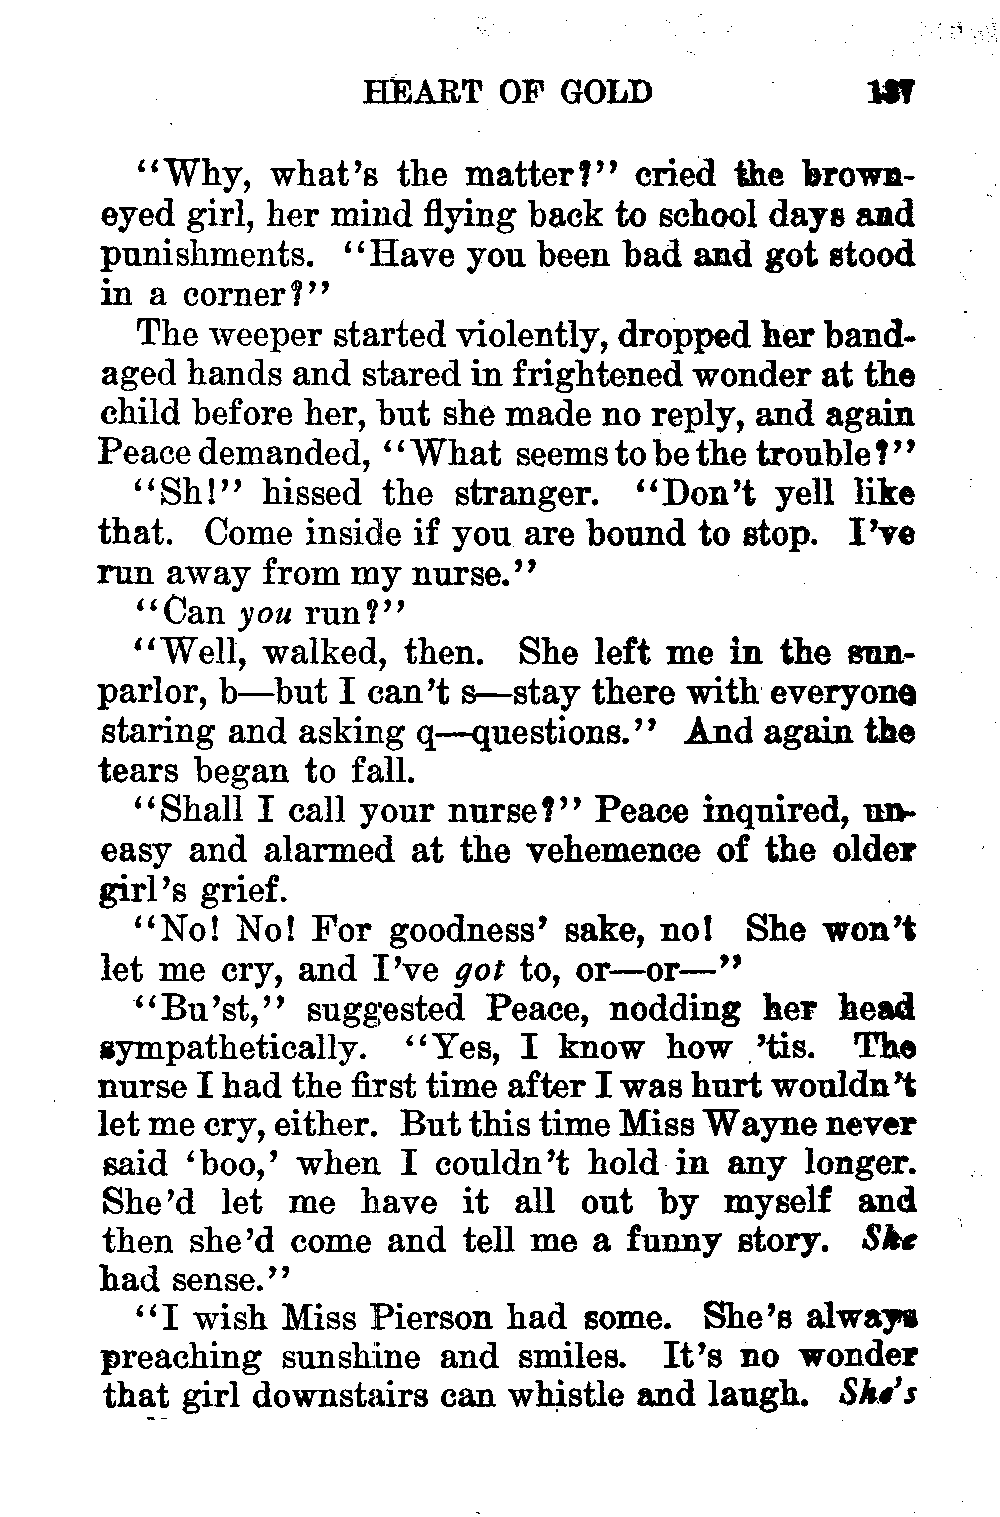 HEART OF GOLD 137
“Why, what’s the matter?” cried the brown-
eyed girl, her mind flying back to school days and
punishments. “Have you been bad and got stood
in a corner?”
The weeper started violently, dropped her band-
aged hands and stared in frightened wonder at the
child before her, but she made no reply, and again
Peace demanded, “What seems to be the trouble?”
“Sh!” hissed the stranger. “Don’t yell like
that. Come inside if you are bound to stop. I’ve
run away from my nurse.”
“Can you run?”
“Well, walked, then. She left me in the sun-
parlor, b—but I can’t s—stay there with everyone
staring and asking q—questions.” And again the
tears began to fall.
“Shall I call your nurse?” Peace inquired, un-
easy and alarmed at the vehemence of the older
girl’s grief.
“No! No! For goodness’ sake, no! She won’t
let me cry, and I’ve got to, or—or—”
“Bu’st,” suggested Peace, nodding her head
sympathetically. “Yes, I know how ’tis. The
nurse I had the first time after I was hurt wouldn’t
let me cry, either. But this time Miss Wayne never
said ‘boo,’ when I couldn’t hold in any longer.
She’d let me have it all out by myself and
then she’d come and tell me a funny story. She
had sense.”
“I wish Miss Pierson had some. She’s always
preaching sunshine and smiles. It’s no wonder
that girl downstairs can whistle and laugh. She’s